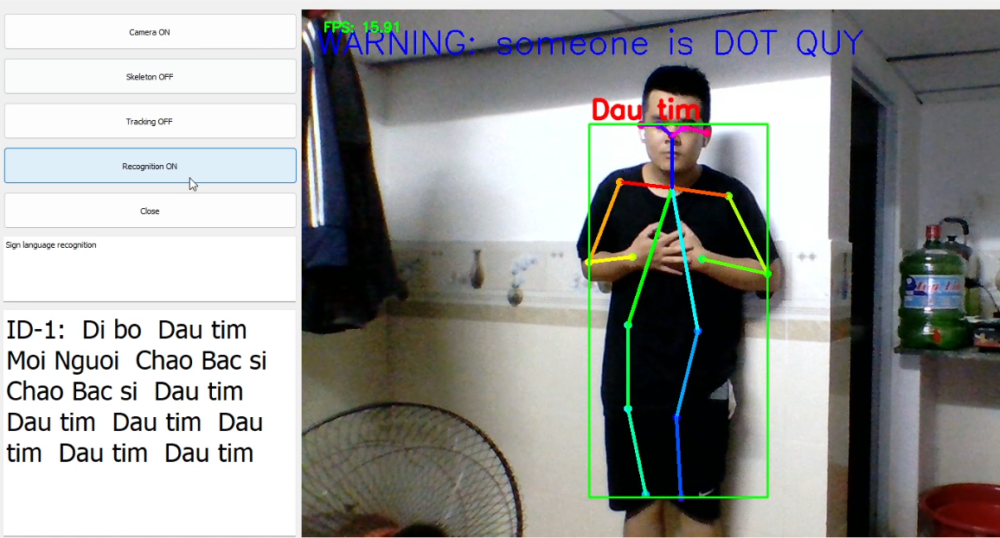 Camera ON
Skeleton OFF
Tracking OFF
Recognition ON
Close
Sign language recognition
ID-1: Di bo Dau tim
Moi Nguoi Chao Bac si
Chao Bac si Dau tim
Dau tim Dau tim Dau
tim Dau tim Dau tim
FPS: 15.91
WARNING: someone is DOT QUY
Dau tim